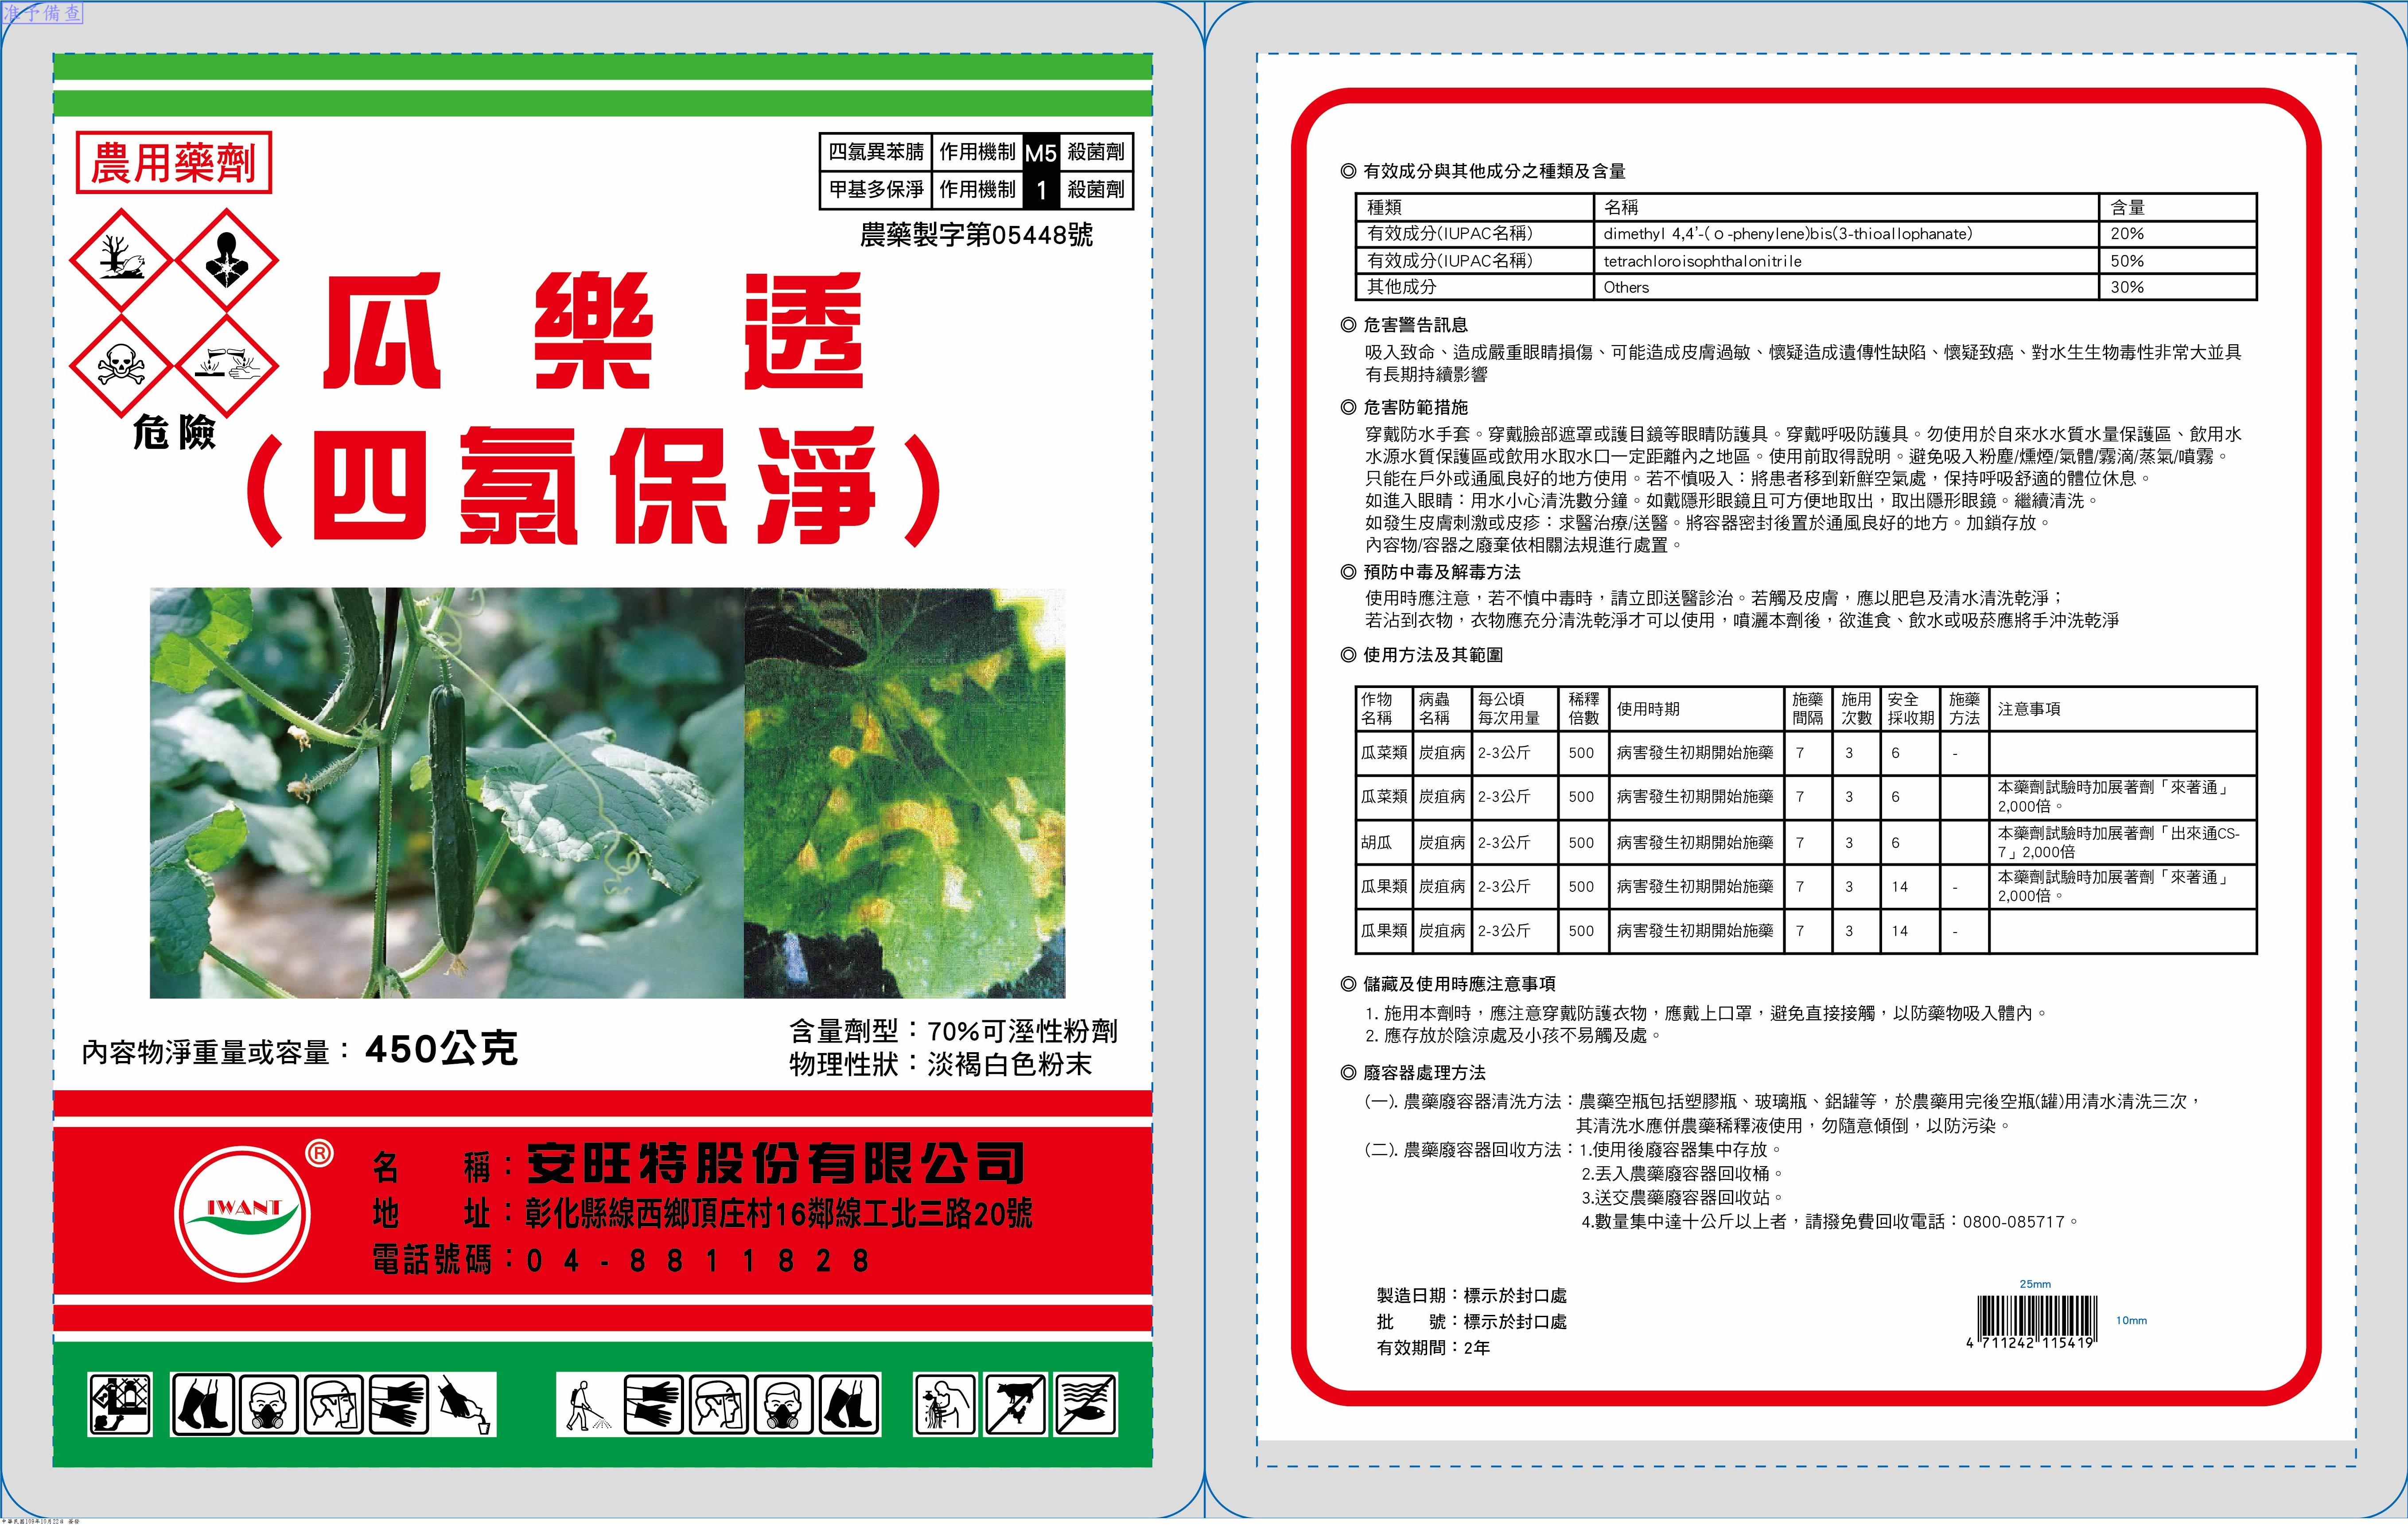 准予備查
農用藥劑
四氯異苯腈 作用機制 M5 殺菌劑
甲基多保淨 作用機制 1 殺菌劑
農藥製字第05448號
危險
瓜樂透
(四氯保淨)
內容物淨重量或容量：450公克
含量劑型：70%可溼性粉劑
物理性狀：淡褐白色粉末
IWANT ®
名　　稱：安旺特股份有限公司
地　　址：彰化縣線西鄉頂庄村16鄰線工北三路20號
電話號碼：04-8811828
◎ 有效成分與其他成分之種類及含量
種類 名稱 含量
有效成分(IUPAC名稱) dimethyl 4,4'-( o -phenylene)bis(3-thioallophanate) 20%
有效成分(IUPAC名稱) tetrachloroisophthalonitrile 50%
其他成分 Others 30%
◎ 危害警告訊息
吸入致命、造成嚴重眼睛損傷、可能造成皮膚過敏、懷疑造成遺傳性缺陷、懷疑致癌、對水生生物毒性非常大並具
有長期持續影響
◎ 危害防範措施
穿戴防水手套。穿戴臉部遮罩或護目鏡等眼睛防護具。穿戴呼吸防護具。勿使用於自來水水質水量保護區、飲用水
水源水質保護區或飲用水取水口一定距離內之地區。使用前取得說明。避免吸入粉塵/燻煙/氣體/霧滴/蒸氣/噴霧。
只能在戶外或通風良好的地方使用。若不慎吸入：將患者移到新鮮空氣處，保持呼吸舒適的體位休息。
如進入眼睛：用水小心清洗數分鐘。如戴隱形眼鏡且可方便地取出，取出隱形眼鏡。繼續清洗。
如發生皮膚刺激或皮疹：求醫治療/送醫。將容器密封後置於通風良好的地方。加鎖存放。
內容物/容器之廢棄依相關法規進行處置。
◎ 預防中毒及解毒方法
使用時應注意，若不慎中毒時，請立即送醫診治。若觸及皮膚，應以肥皂及清水清洗乾淨；
若沾到衣物，衣物應充分清洗乾淨才可以使用，噴灑本劑後，欲進食、飲水或吸菸應將手沖洗乾淨
◎ 使用方法及其範圍
作物名稱 病蟲名稱 每公頃每次用量 稀釋倍數 使用時期 施藥間隔 施用次數 安全採收期 施藥方法 注意事項
瓜菜類 炭疽病 2-3公斤 500 病害發生初期開始施藥 7 3 6 -
瓜菜類 炭疽病 2-3公斤 500 病害發生初期開始施藥 7 3 6 本藥劑試驗時加展著劑「來著通」2,000倍。
胡瓜 炭疽病 2-3公斤 500 病害發生初期開始施藥 7 3 6 本藥劑試驗時加展著劑「出來通CS-7」2,000倍
瓜果類 炭疽病 2-3公斤 500 病害發生初期開始施藥 7 3 14 - 本藥劑試驗時加展著劑「來著通」2,000倍。
瓜果類 炭疽病 2-3公斤 500 病害發生初期開始施藥 7 3 14 -
◎ 儲藏及使用時應注意事項
1. 施用本劑時，應注意穿戴防護衣物，應戴上口罩，避免直接接觸，以防藥物吸入體內。
2. 應存放於陰涼處及小孩不易觸及處。
◎ 廢容器處理方法
(一). 農藥廢容器清洗方法：農藥空瓶包括塑膠瓶、玻璃瓶、鋁罐等，於農藥用完後空瓶(罐)用清水清洗三次，
其清洗水應併農藥稀釋液使用，勿隨意傾倒，以防污染。
(二). 農藥廢容器回收方法：1.使用後廢容器集中存放。
2.丟入農藥廢容器回收桶。
3.送交農藥廢容器回收站。
4.數量集中達十公斤以上者，請撥免費回收電話：0800-085717。
製造日期：標示於封口處
批　　號：標示於封口處
有效期間：2年
25mm
10mm
4 711242 115419
中華民國109年10月22日